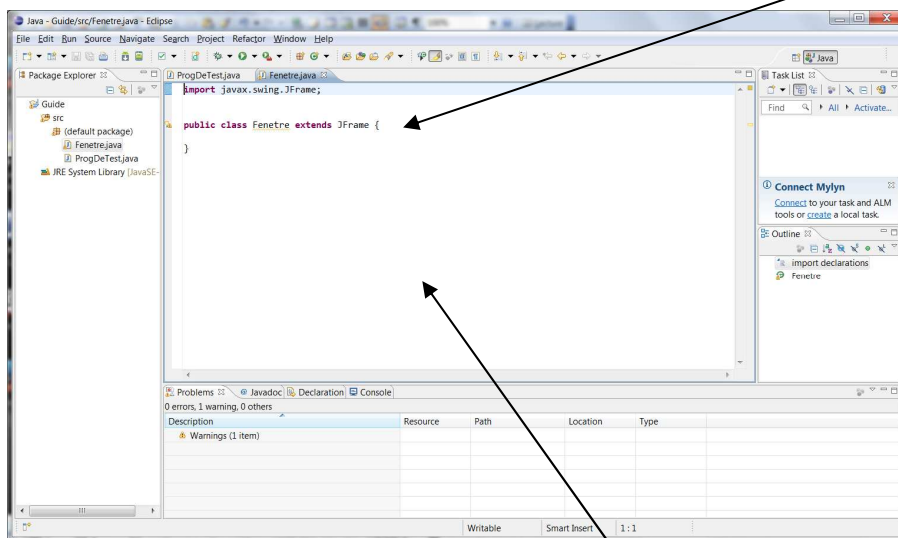 Java - Guide/src/Fenetre.java - Eclipse
File Edit Run Source Navigate Search Project Refactor Window Help
Java
Package Explorer
Guide
src
(default package)
Fenetre.java
ProgDeTest.java
JRE System Library [JavaSE-
ProgDeTest.java Fenetre.java
import javax.swing.JFrame;
public class Fenetre extends JFrame {
}
Task List
Find All Activate...
Connect Mylyn
Connect to your task and ALM
tools or create a local task.
Outline
import declarations
Fenetre
Problems Javadoc Declaration Console
0 errors, 1 warning, 0 others
Description Resource Path Location Type
Warnings (1 item)
Writable Smart Insert 1:1